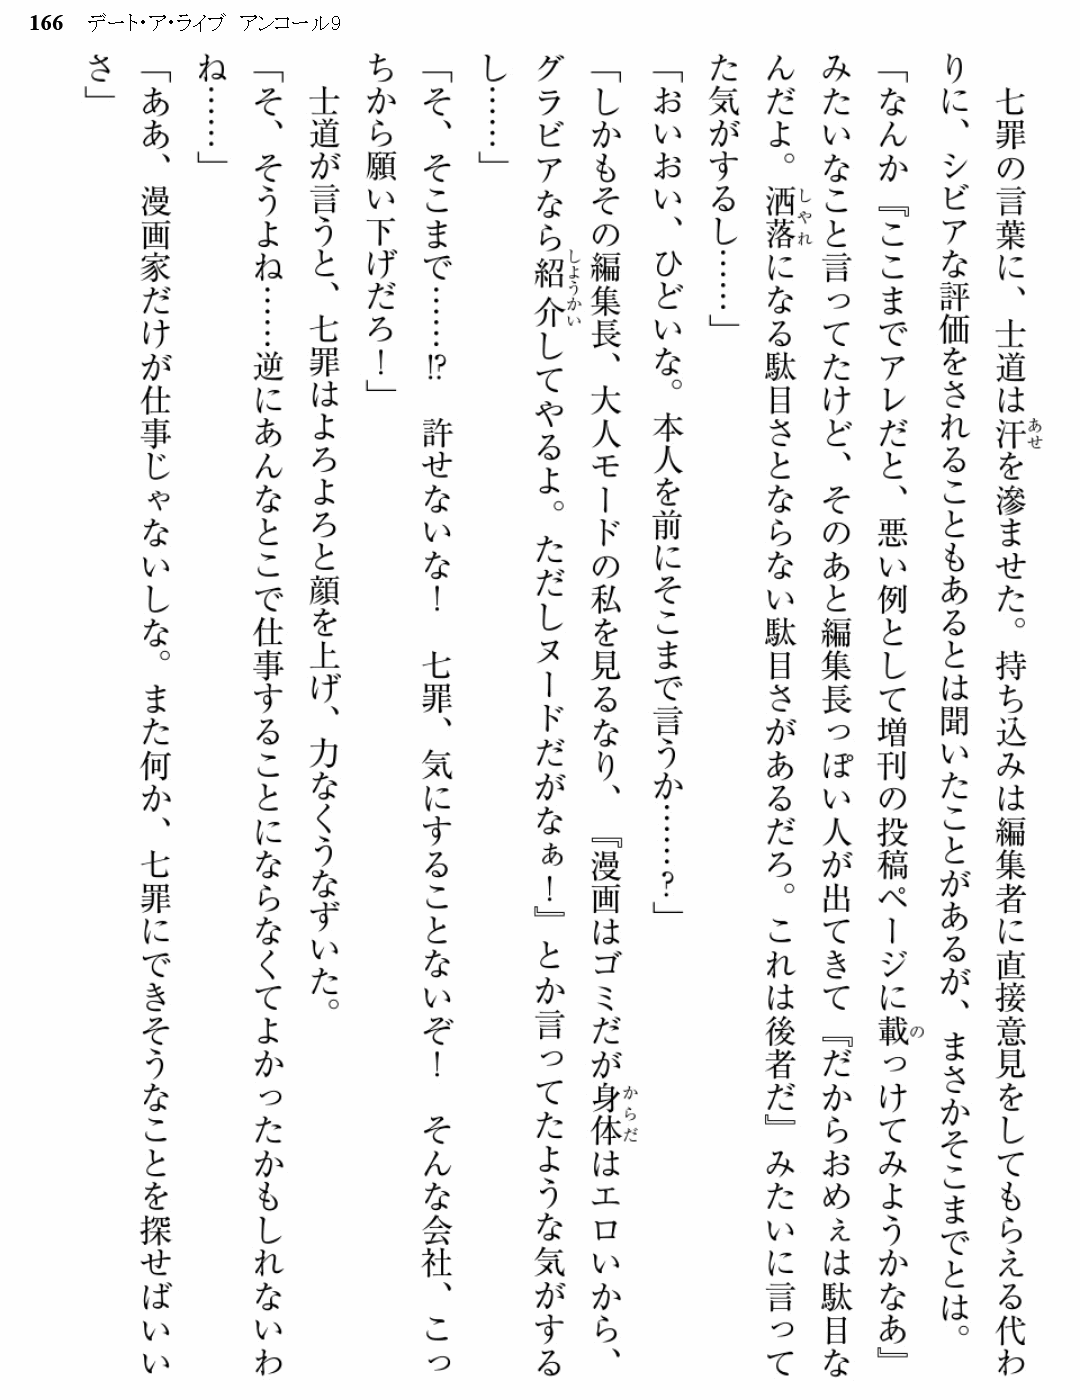 166 デート・ア・ライブ アンコール9
　七罪の言葉に、士道は汗を滲ませた。持ち込みは編集者に直接意見をしてもらえる代わ
りに、シビアな評価をされることもあるとは聞いたことがあるが、まさかそこまでとは。
「なんか『ここまでアレだと、悪い例として増刊の投稿ページに載っけてみようかなあ』
みたいなこと言ってたけど、そのあと編集長っぽい人が出てきて『だからおめぇは駄目な
んだよ。洒落になる駄目さとならない駄目さがあるだろ。これは後者だ』みたいに言って
た気がするし……」
「おいおい、ひどいな。本人を前にそこまで言うか……?」
「しかもその編集長、大人モードの私を見るなり、『漫画はゴミだが身体はエロいから、
グラビアなら紹介してやるよ。ただしヌードだがなぁ!』とか言ってたような気がする
し……」
「そ、そこまで……!?　許せないな!　七罪、気にすることないぞ!　そんな会社、こっ
ちから願い下げだろ!」
　士道が言うと、七罪はよろよろと顔を上げ、力なくうなずいた。
「そ、そうよね……逆にあんなとこで仕事することにならなくてよかったかもしれないわ
ね……」
「ああ、漫画家だけが仕事じゃないしな。また何か、七罪にできそうなことを探せばいい
さ」